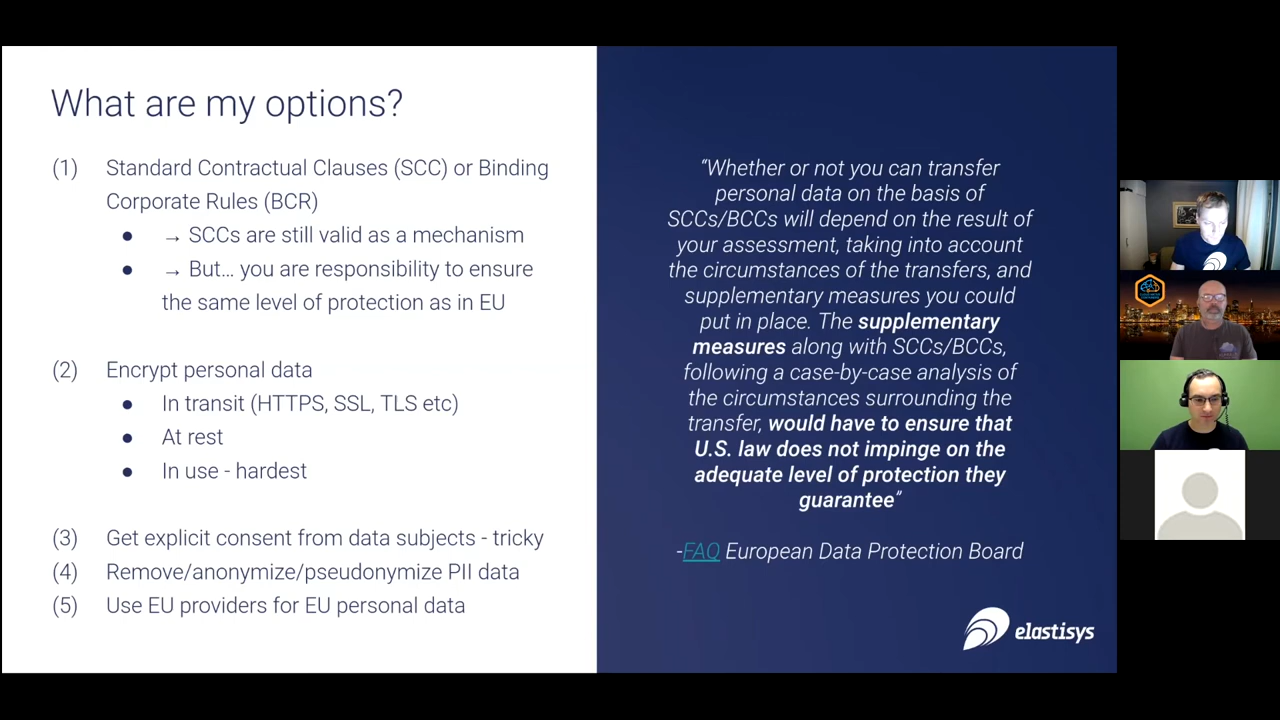 What are my options?
(1) Standard Contractual Clauses (SCC) or Binding
Corporate Rules (BCR)
● → SCCs are still valid as a mechanism
● → But... you are responsibility to ensure
the same level of protection as in EU
(2) Encrypt personal data
● In transit (HTTPS, SSL, TLS etc)
● At rest
● In use - hardest
(3) Get explicit consent from data subjects - tricky
(4) Remove/anonymize/pseudonymize PII data
(5) Use EU providers for EU personal data
“Whether or not you can transfer
personal data on the basis of
SCCs/BCCs will depend on the result of
your assessment, taking into account
the circumstances of the transfers, and
supplementary measures you could
put in place. The supplementary
measures along with SCCs/BCCs,
following a case-by-case analysis of
the circumstances surrounding the
transfer, would have to ensure that
U.S. law does not impinge on the
adequate level of protection they
guarantee”
-FAQ European Data Protection Board
elastisys